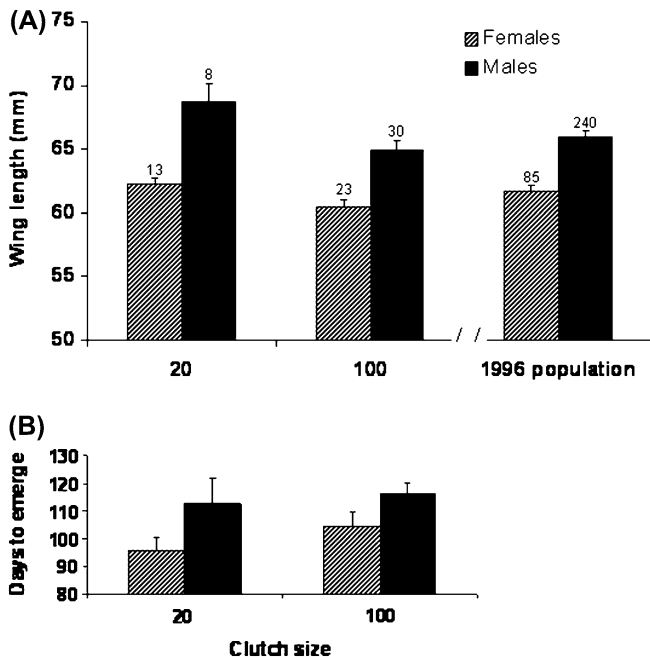 (A)
Wing length (mm)
75
70
65
60
55
50
Females
Males
13
8
23
30
85
240
/ /
20
100
1996 population
(B)
Days to emerge
130
120
110
100
90
80
20
100
Clutch size